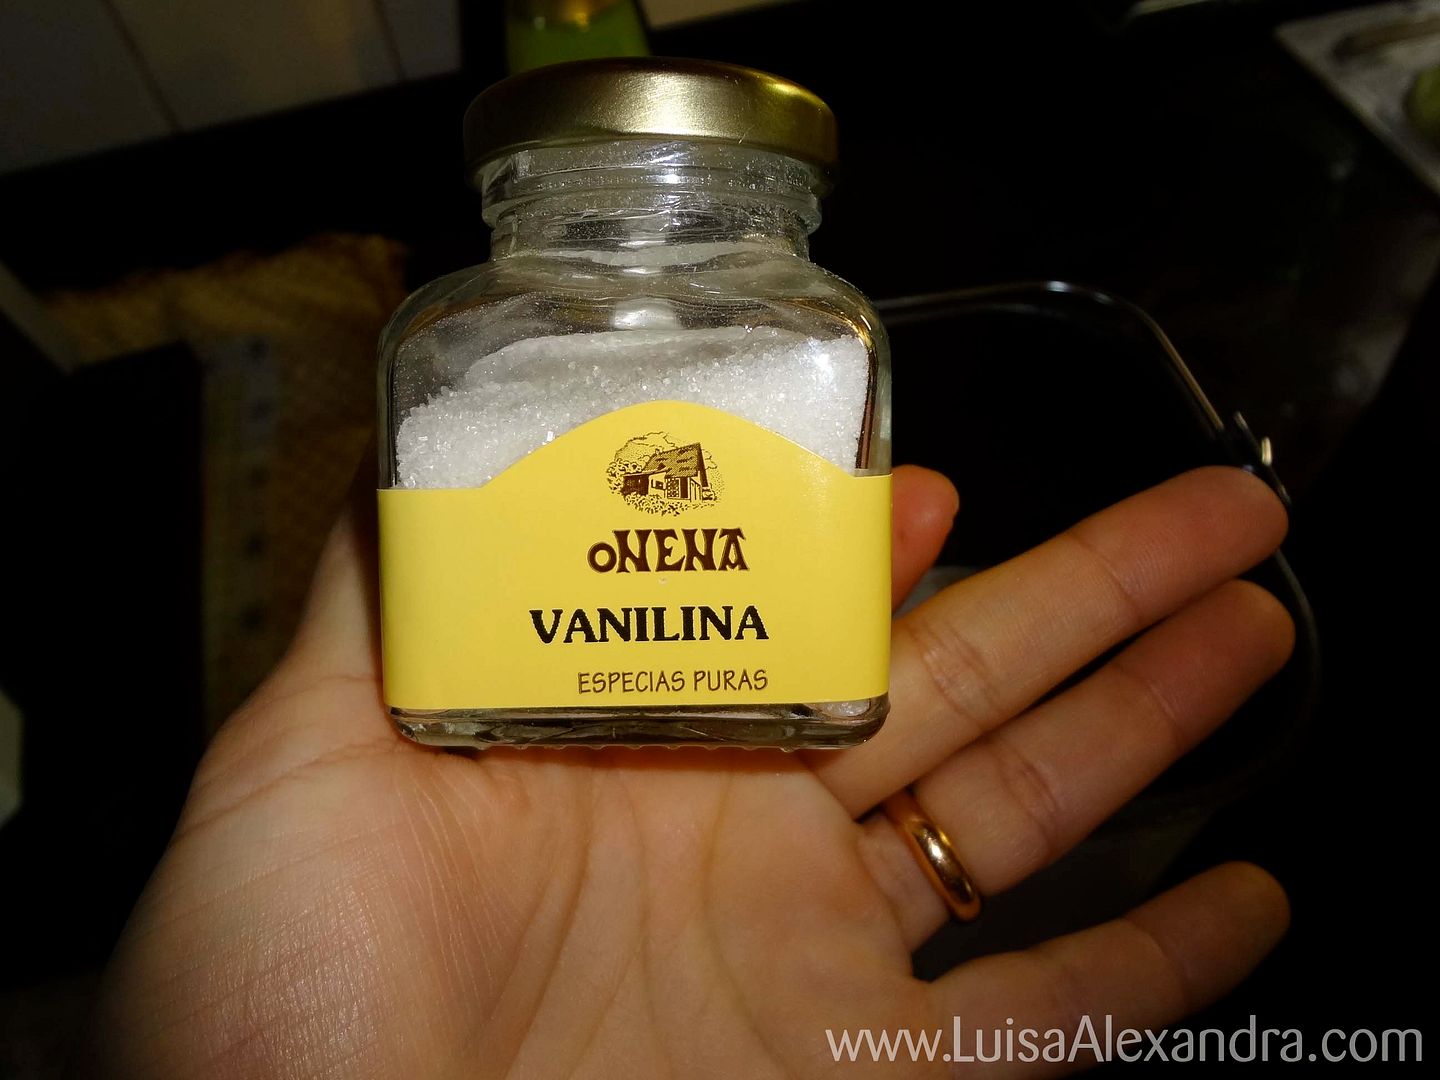 oNENA
VANILINA
ESPECIAS PURAS
www.LuisaAlexandra.com